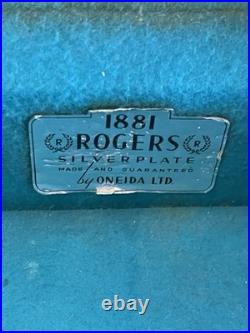 1881
R ROGERS R
SILVERPLATE
MADE AND GUARANTEED
by ONEIDA LTD.